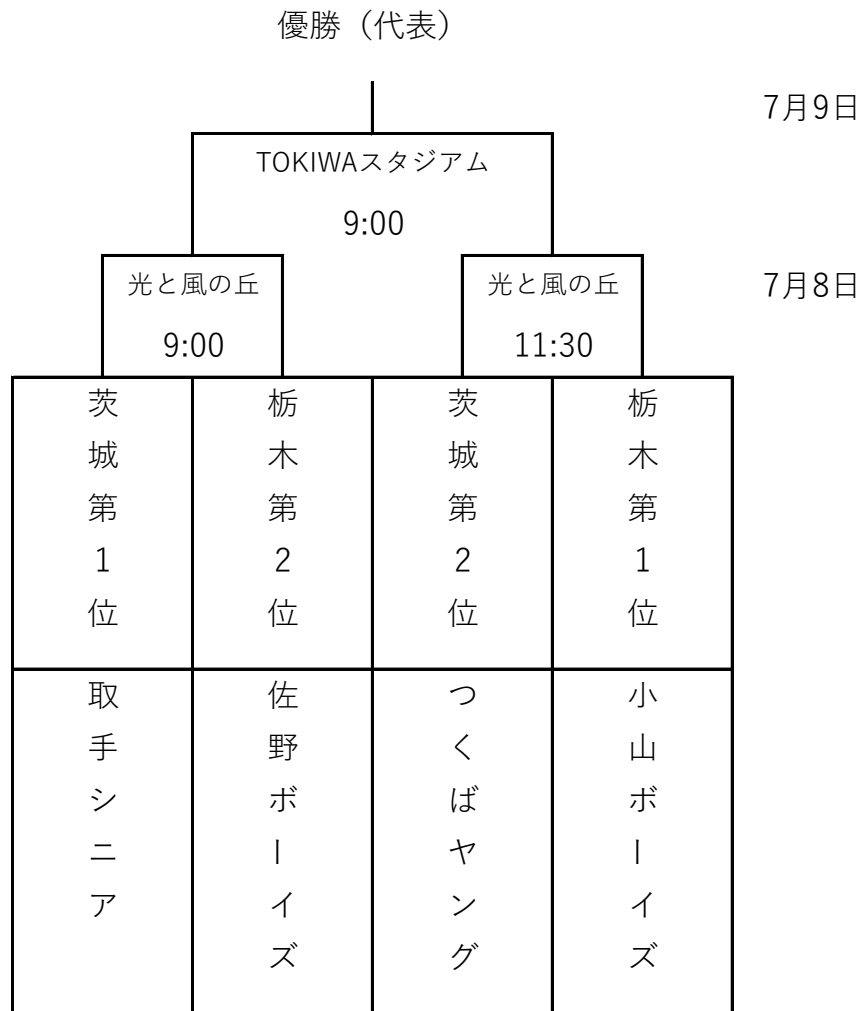 優勝（代表）
7月9日
TOKIWAスタジアム
9:00
7月8日
光と風の丘
9:00
光と風の丘
11:30
茨城第1位
栃木第2位
茨城第2位
栃木第1位
取手シニア
佐野ボーイズ
つくばヤング
小山ボーイズ